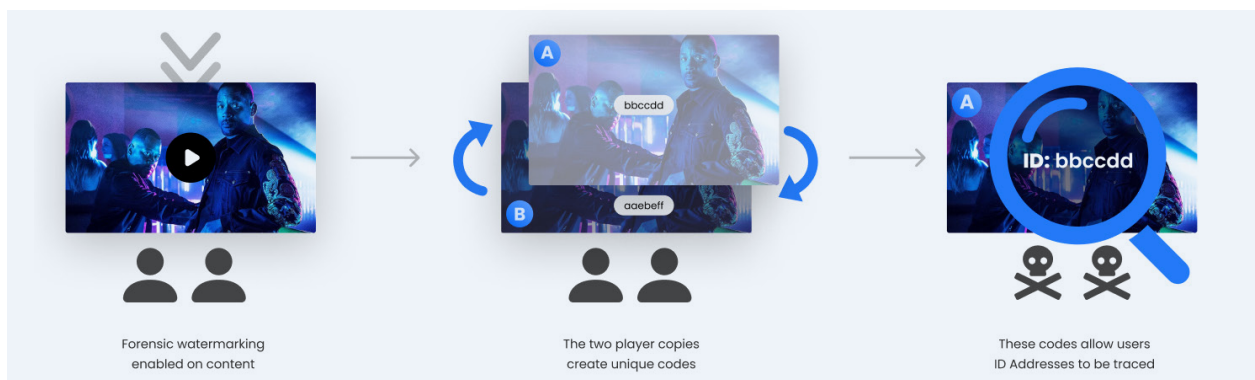 A
bbccdd
B
aaebeff
A
ID: bbccdd
Forensic watermarking
enabled on content
The two player copies
create unique codes
These codes allow users
ID Addresses to be traced